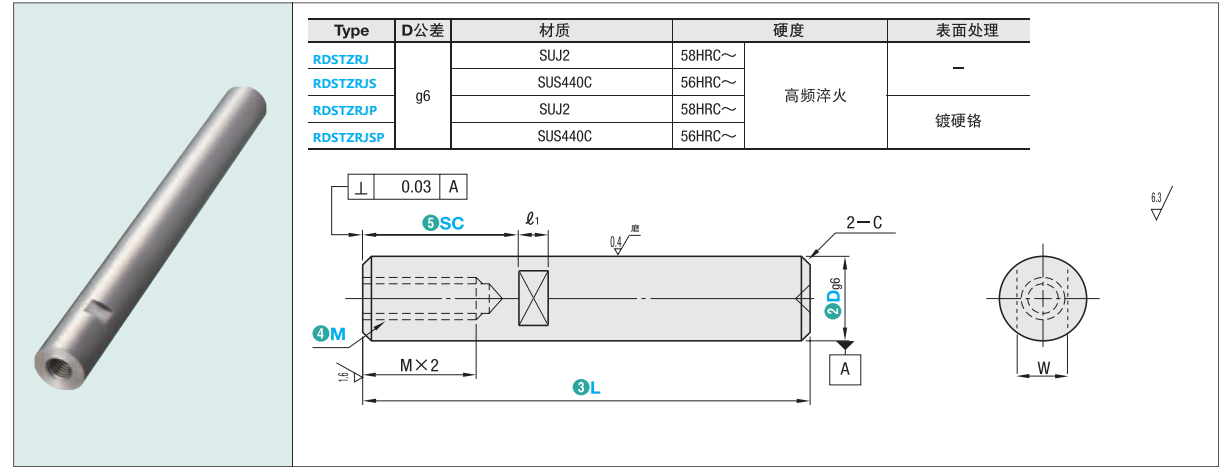 Type D公差 材质 硬度 表面处理
RDSTZRJ SUJ2 58HRC～
RDSTZRJS SUS440C 56HRC～ －
g6 高频淬火
RDSTZRJP SUJ2 58HRC～
RDSTZRJSP SUS440C 56HRC～ 镀硬铬
⊥ 0.03 A
❺SC ℓ1
0.4 磨
2－C
6.3
❷Dg6
❹M
1.6
M×2
A
W
❸L